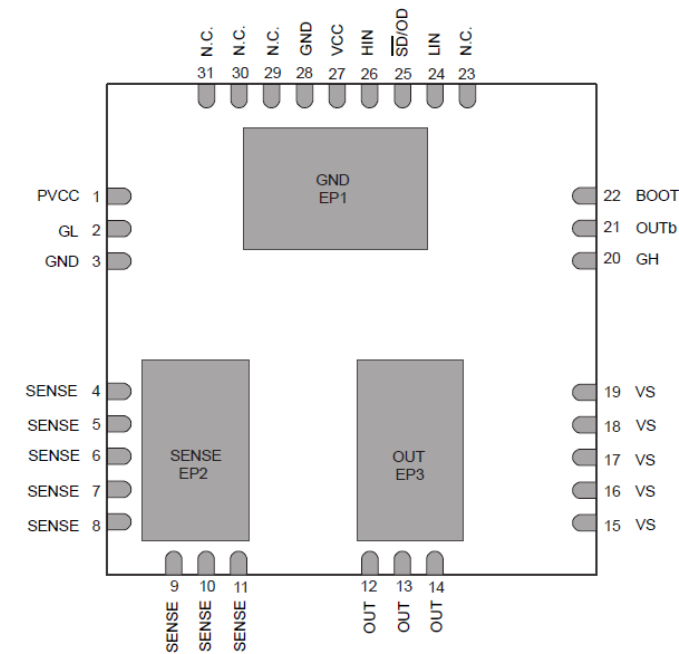 N.C.
N.C.
N.C.
GND
VCC
HIN
S̅D̅/OD
LIN
N.C.
31 30 29 28 27 26 25 24 23
GND
EP1
PVCC 1
GL 2
GND 3
22 BOOT
21 OUTb
20 GH
SENSE 4
SENSE 5
SENSE 6
SENSE 7
SENSE 8
SENSE
EP2
OUT
EP3
19 VS
18 VS
17 VS
16 VS
15 VS
9 10 11 12 13 14
SENSE
SENSE
SENSE
OUT
OUT
OUT